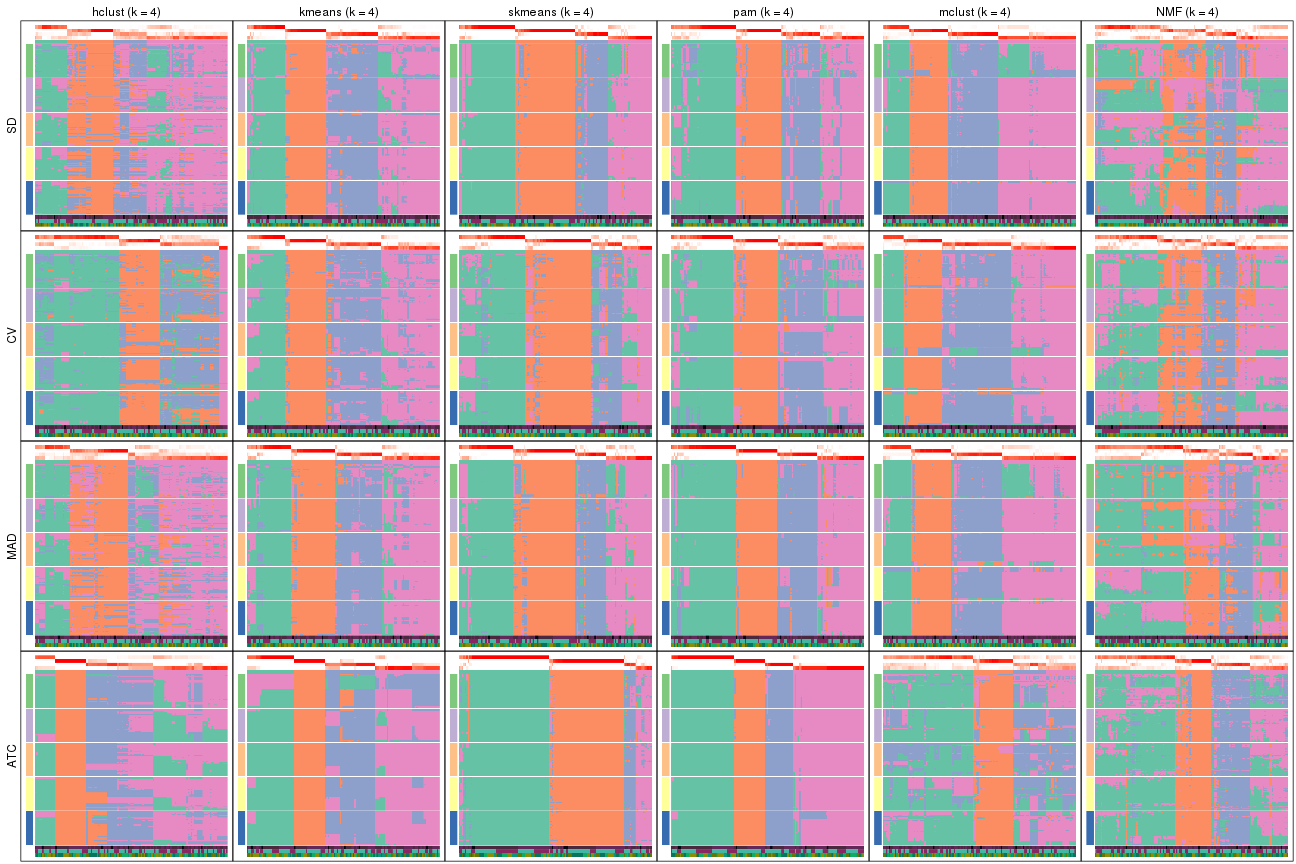 hclust (k = 4) kmeans (k = 4) skmeans (k = 4) pam (k = 4) mclust (k = 4) NMF (k = 4)
SD
CV
MAD
ATC